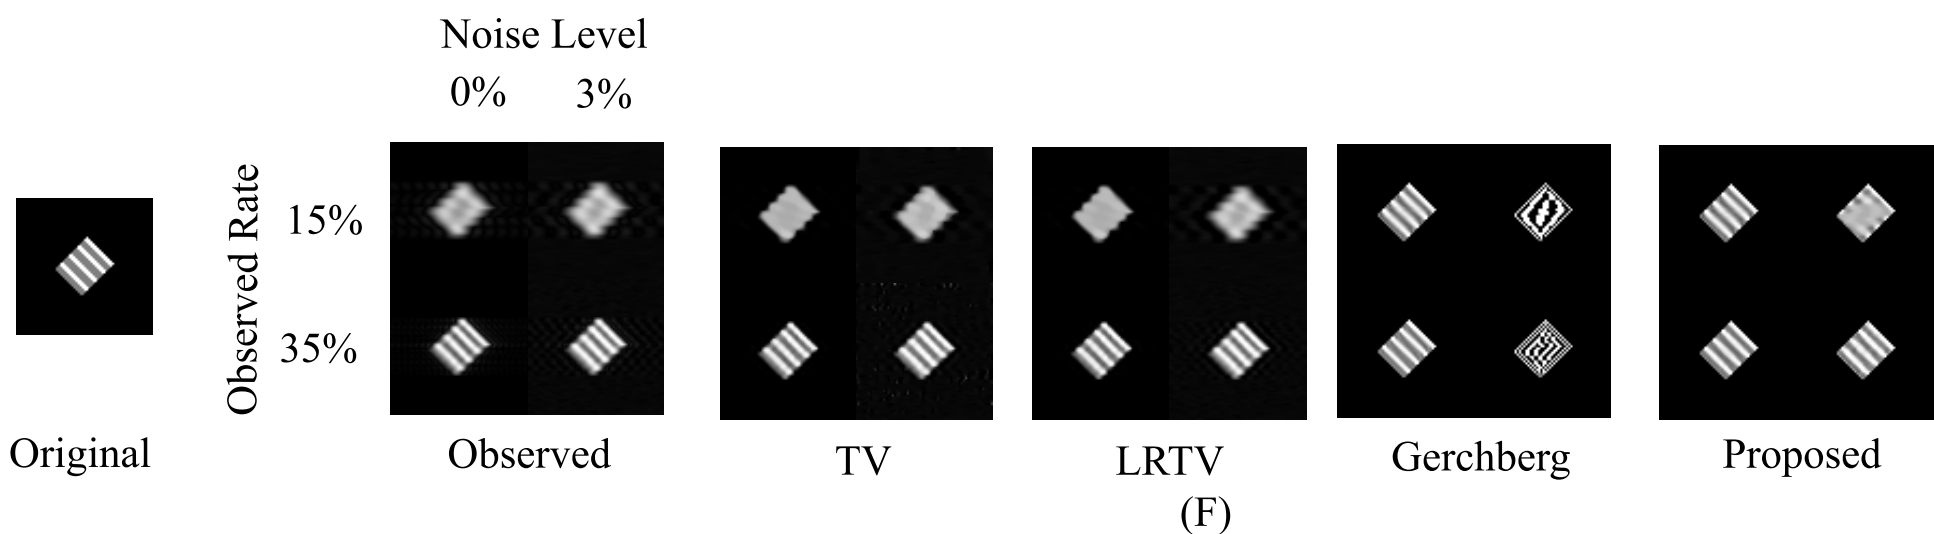 Noise Level
0% 3%
Observed Rate
15%
35%
Original
Observed
TV
LRTV
(F)
Gerchberg
Proposed